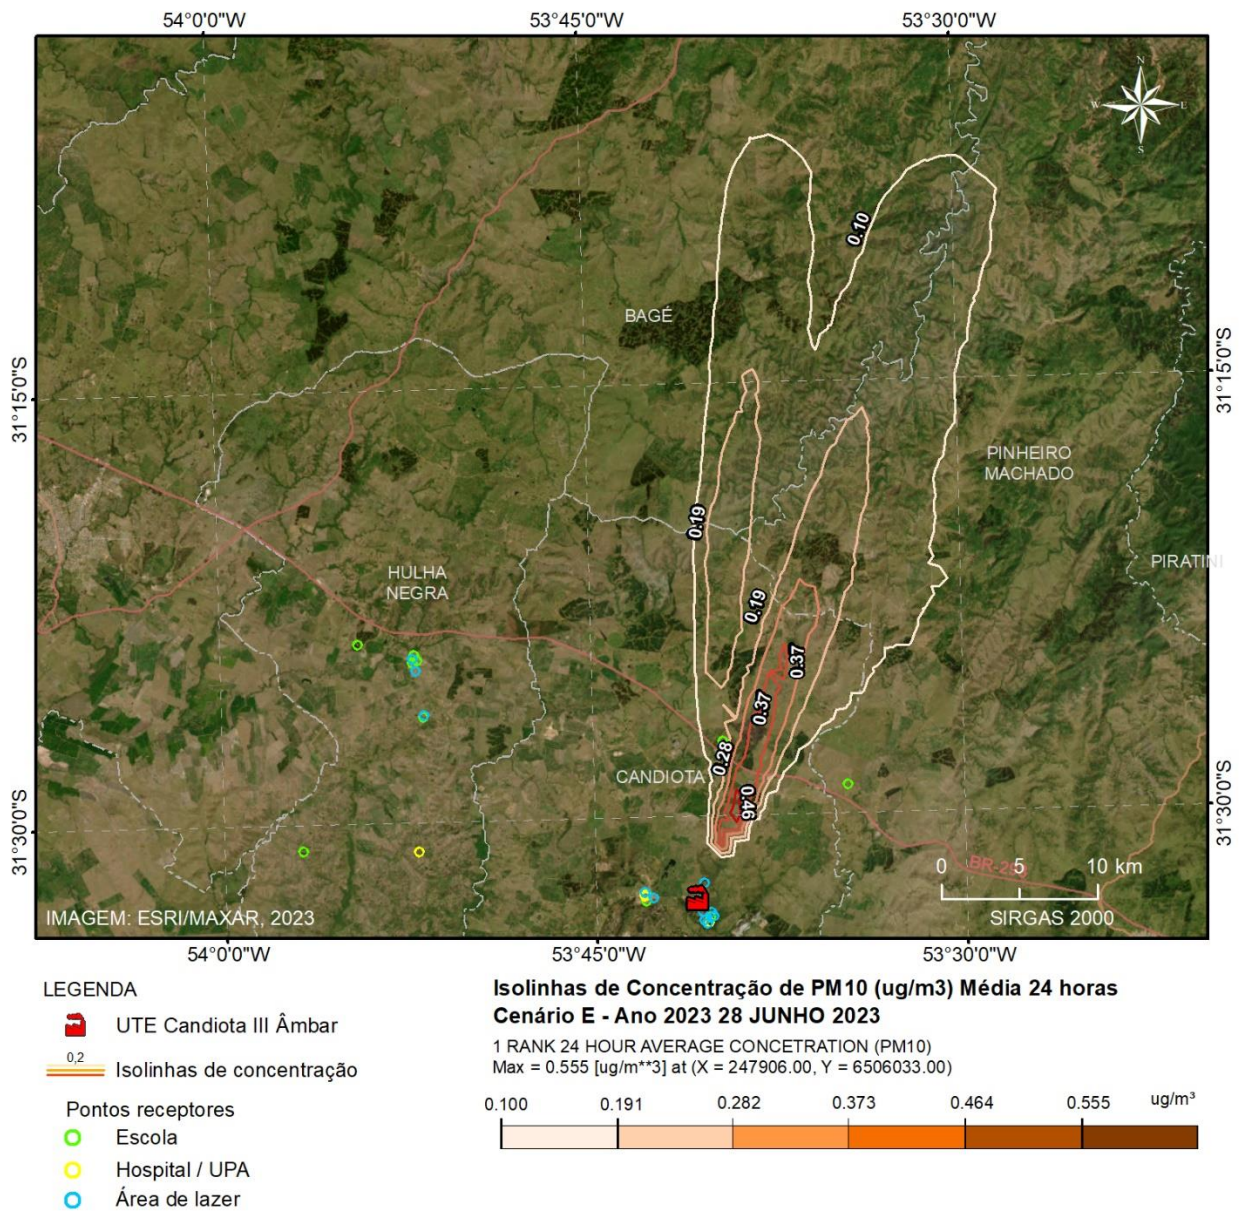 54°0'0"W
53°45'0"W
53°30'0"W
N
W
E
S
0.10
BAGÉ
31°15'0"S
31°15'0"S
PINHEIRO
MACHADO
0.19
PIRATINI
HULHA
NEGRA
0.19
0.37
0.37
0.28
CANDIOTA
0.46
31°30'0"S
31°30'0"S
0 5 10 km
IMAGEM: ESRI/MAXAR, 2023
SIRGAS 2000
54°0'0"W
53°45'0"W
53°30'0"W
LEGENDA
UTE Candiota III Âmbar
0,2
Isolinhas de concentração
Pontos receptores
Escola
Hospital / UPA
Área de lazer
Isolinhas de Concentração de PM10 (ug/m3) Média 24 horas
Cenário E - Ano 2023 28 JUNHO 2023
1 RANK 24 HOUR AVERAGE CONCETRATION (PM10)
Max = 0.555 [ug/m**3] at (X = 247906.00, Y = 6506033.00)
0.100 0.191 0.282 0.373 0.464 0.555 ug/m³